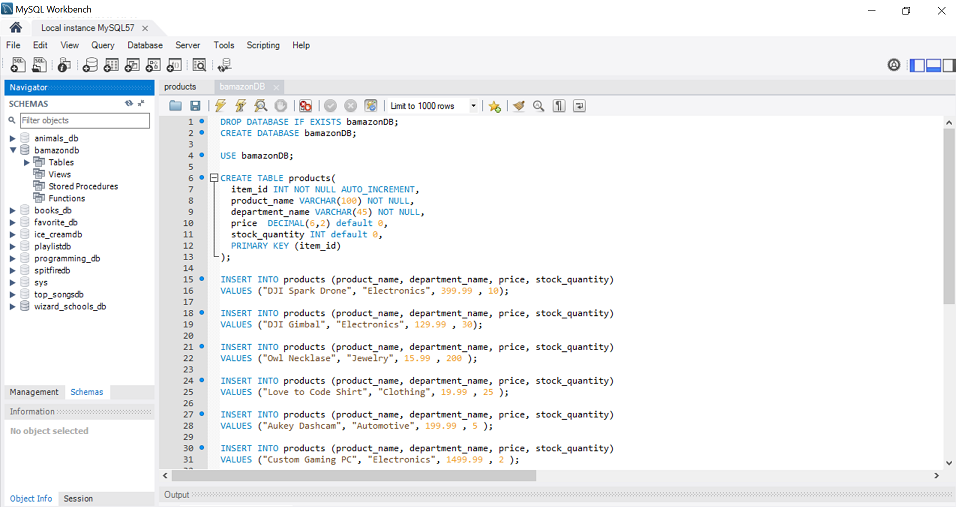 MySQL Workbench
Local instance MySQL57
File Edit View Query Database Server Tools Scripting Help
Navigator
SCHEMAS
Filter objects
animals_db
bamazondb
Tables
Views
Stored Procedures
Functions
books_db
favorite_db
ice_creamdb
playlistdb
programming_db
spitfiredb
sys
top_songsdb
wizard_schools_db
Management Schemas
Information
No object selected
Object Info Session
products bamazonDB
Limit to 1000 rows
1 DROP DATABASE IF EXISTS bamazonDB;
2 CREATE DATABASE bamazonDB;
3
4 USE bamazonDB;
5
6 CREATE TABLE products(
7 item_id INT NOT NULL AUTO_INCREMENT,
8 product_name VARCHAR(100) NOT NULL,
9 department_name VARCHAR(45) NOT NULL,
10 price DECIMAL(6,2) default 0,
11 stock_quantity INT default 0,
12 PRIMARY KEY (item_id)
13 );
14
15 INSERT INTO products (product_name, department_name, price, stock_quantity)
16 VALUES ("DJI Spark Drone", "Electronics", 399.99 , 10);
17
18 INSERT INTO products (product_name, department_name, price, stock_quantity)
19 VALUES ("DJI Gimbal", "Electronics", 129.99 , 30);
20
21 INSERT INTO products (product_name, department_name, price, stock_quantity)
22 VALUES ("Owl Necklase", "Jewelry", 15.99 , 200 );
23
24 INSERT INTO products (product_name, department_name, price, stock_quantity)
25 VALUES ("Love to Code Shirt", "Clothing", 19.99 , 25 );
26
27 INSERT INTO products (product_name, department_name, price, stock_quantity)
28 VALUES ("Aukey Dashcam", "Automotive", 199.99 , 5 );
29
30 INSERT INTO products (product_name, department_name, price, stock_quantity)
31 VALUES ("Custom Gaming PC", "Electronics", 1499.99 , 2 );
Output